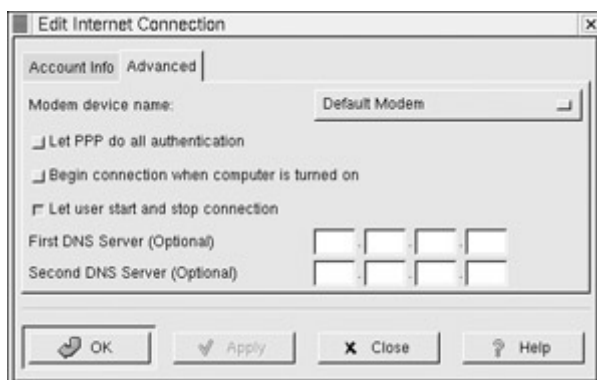 Edit Internet Connection
Account Info Advanced
Modem device name: Default Modem
Let PPP do all authentication
Begin connection when computer is turned on
Let user start and stop connection
First DNS Server (Optional)
Second DNS Server (Optional)
OK Apply Close Help